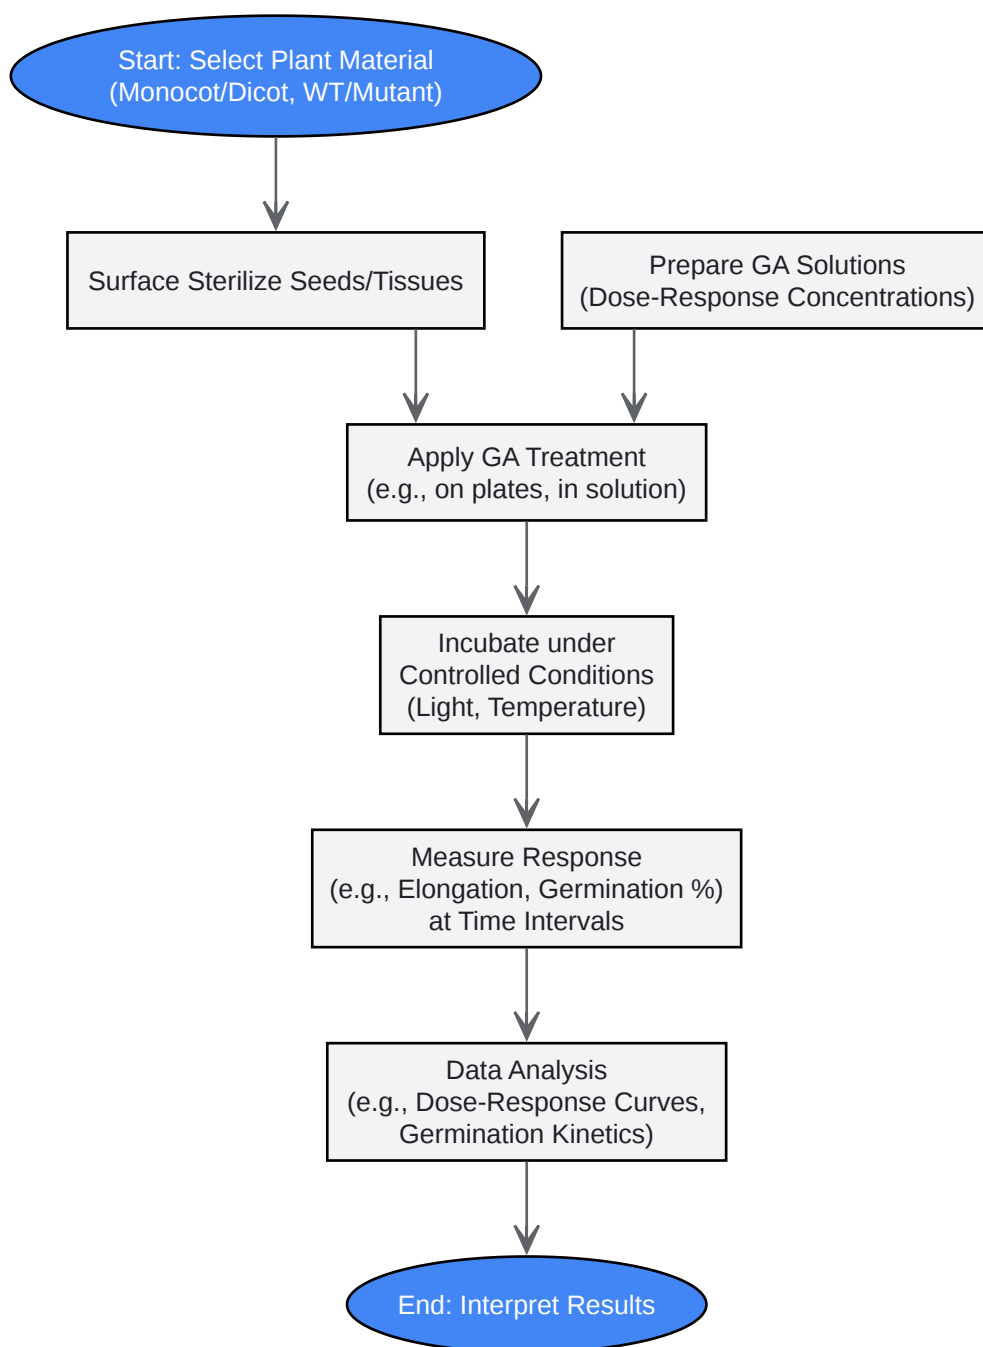 Start: Select Plant Material
(Monocot/Dicot, WT/Mutant)
Surface Sterilize Seeds/Tissues
Prepare GA Solutions
(Dose-Response Concentrations)
Apply GA Treatment
(e.g., on plates, in solution)
Incubate under
Controlled Conditions
(Light, Temperature)
Measure Response
(e.g., Elongation, Germination %)
at Time Intervals
Data Analysis
(e.g., Dose-Response Curves,
Germination Kinetics)
End: Interpret Results